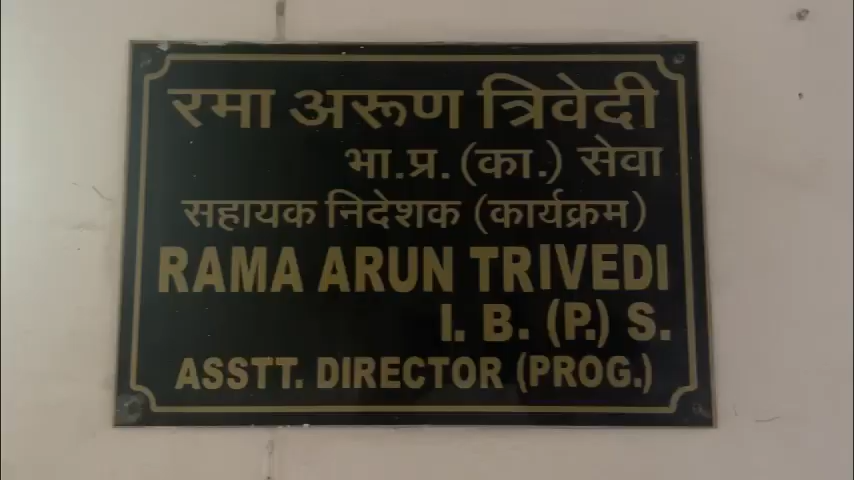 रमा अरूण त्रिवेदी
भा.प्र.(का.) सेवा
सहायक निदेशक (कार्यक्रम)
RAMA ARUN TRIVEDI
I. B. (P.) S.
ASSTT. DIRECTOR (PROG.)